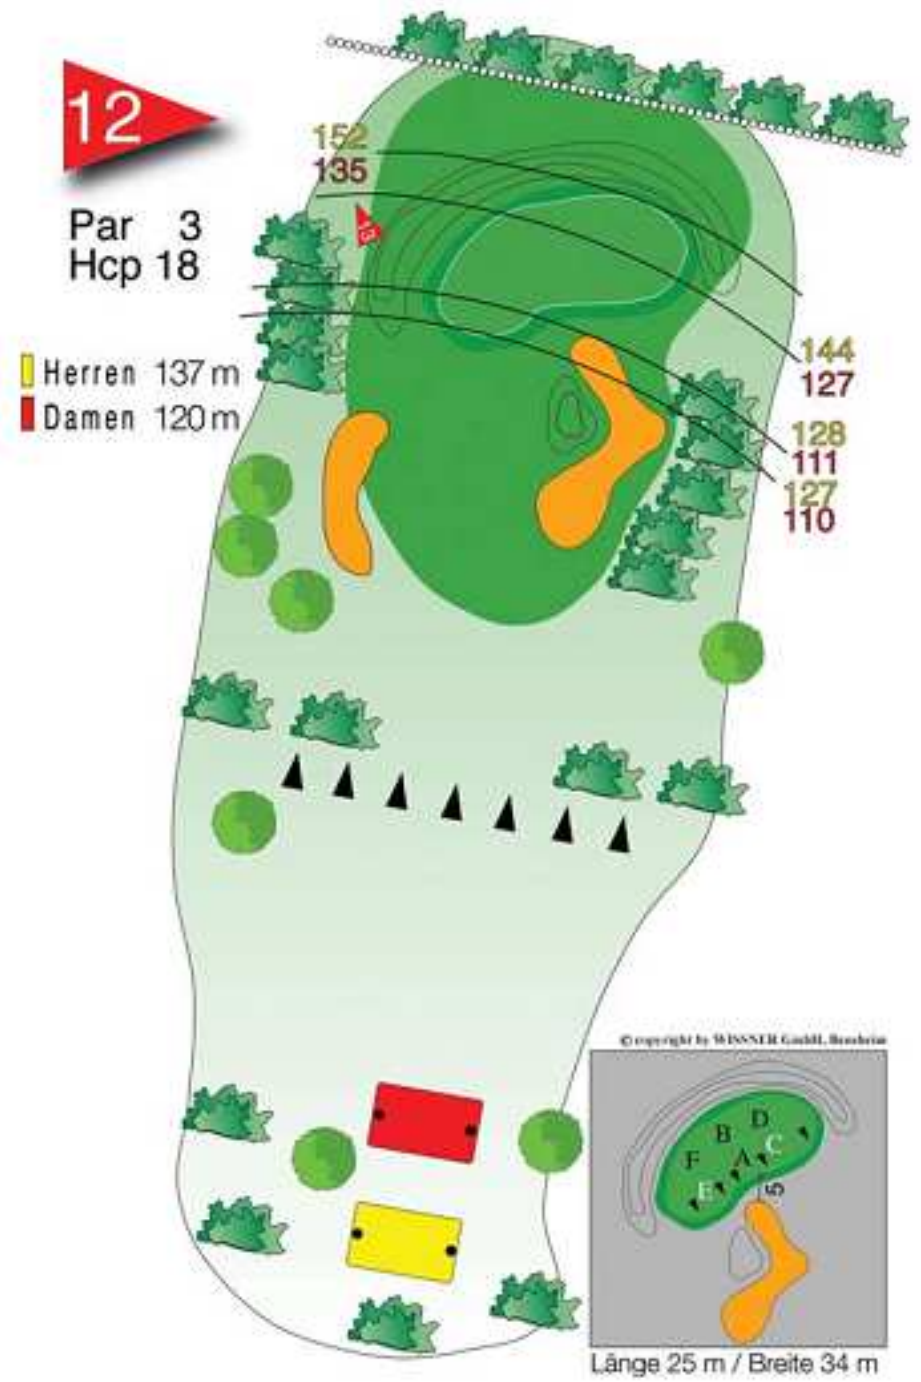 12
Par 3
Hcp 18
Herren 137 m
Damen 120 m
152
135
144
127
128
111
127
110
© copyright by WISSNER GmbH, Bensheim
D
B
C
F
A
E
5
Länge 25 m / Breite 34 m